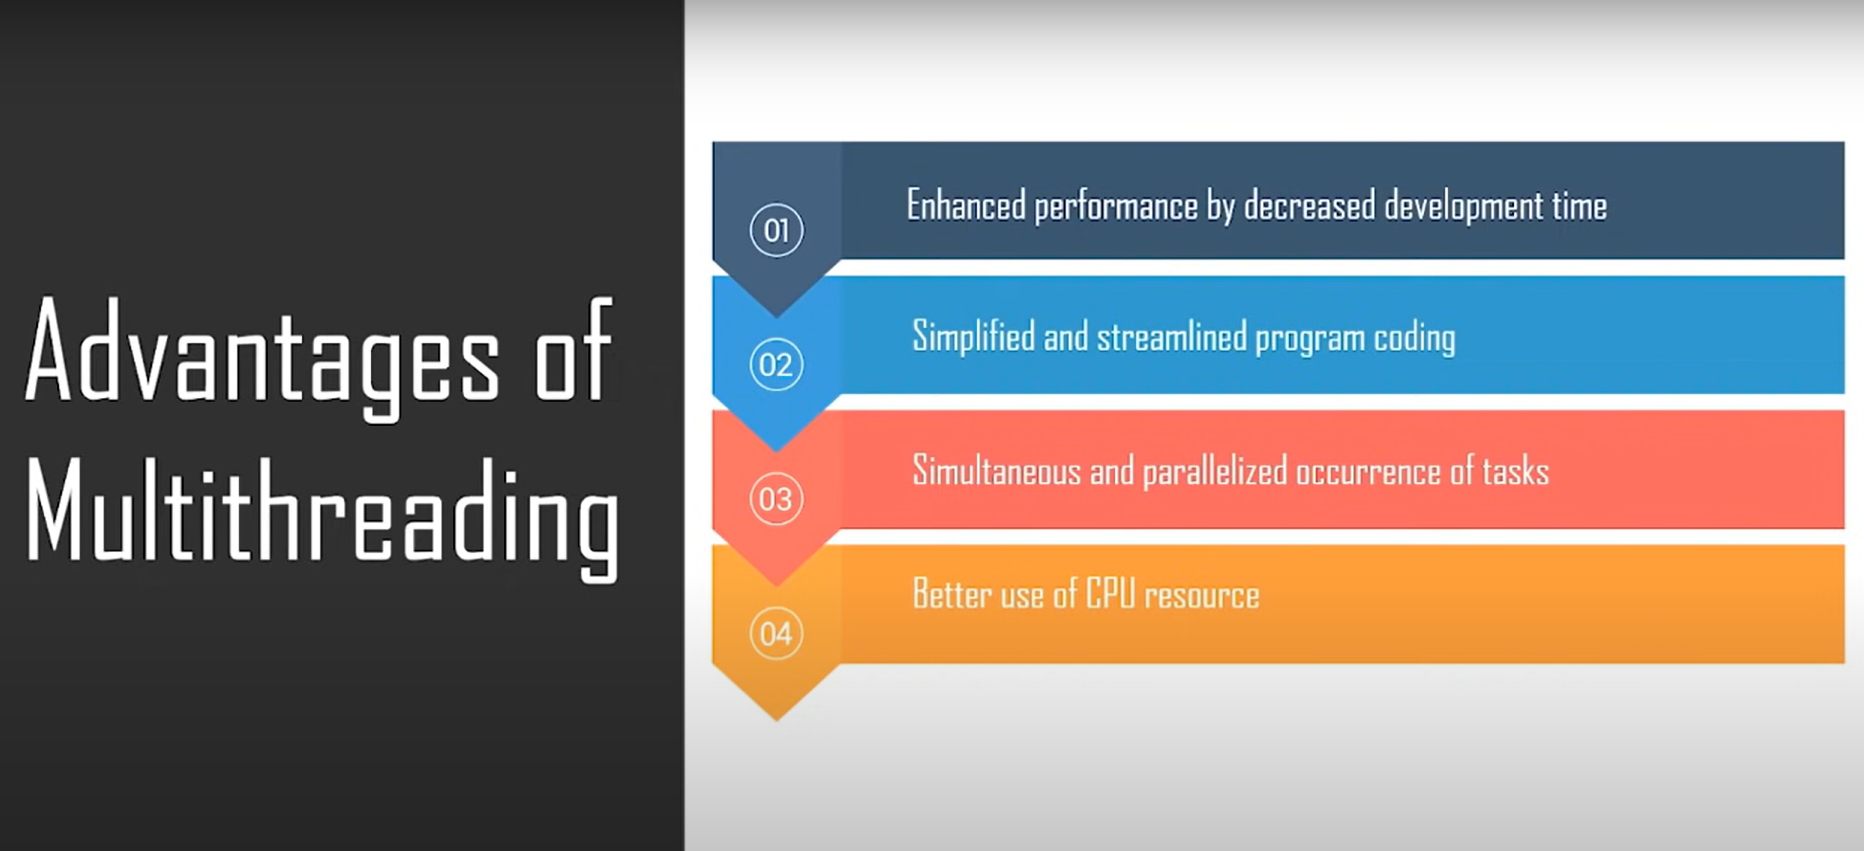 Advantages of
Multithreading
01
Enhanced performance by decreased development time
02
Simplified and streamlined program coding
03
Simultaneous and parallelized occurrence of tasks
04
Better use of CPU resource